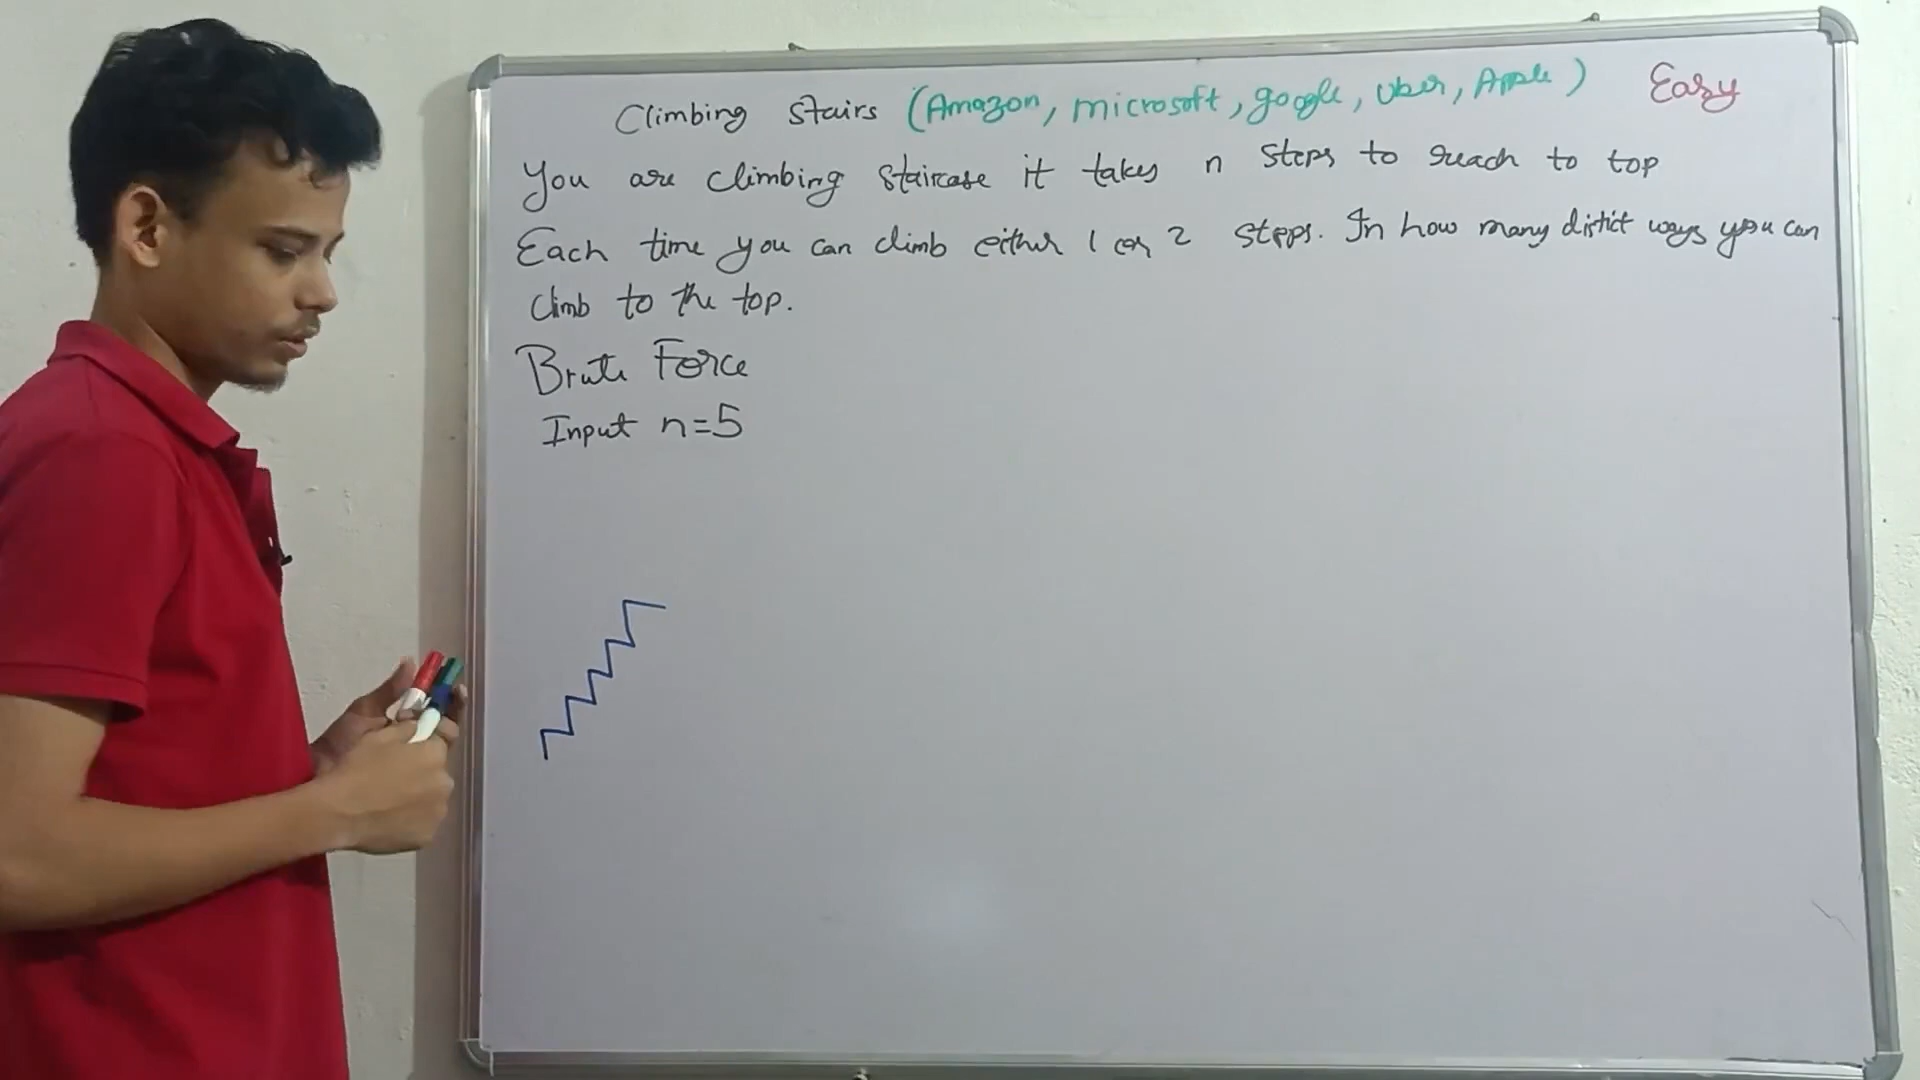 Climbing Stairs (Amazon, microsoft, google, Uber, Apple) Easy
You are climbing staircase it takes n steps to reach to top
Each time you can climb either 1 or 2 steps. In how many distict ways you can
climb to the top.
Brute Force
Input n=5